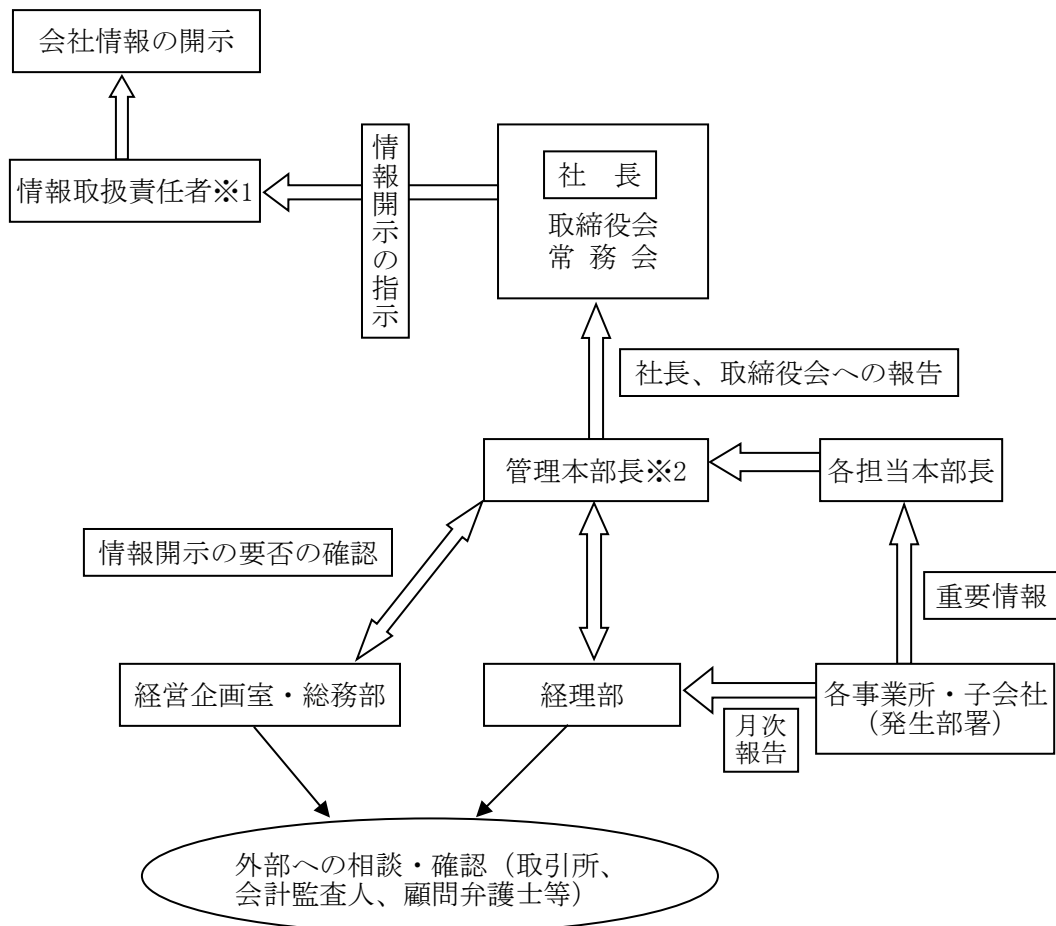 会社情報の開示
情報取扱責任者※1
情報開示の指示
社　長
取締役会
常 務 会
社長、取締役会への報告
管理本部長※2
各担当本部長
情報開示の要否の確認
重要情報
経営企画室・総務部
経理部
各事業所・子会社
（発生部署）
月次
報告
外部への相談・確認（取引所、
会計監査人、顧問弁護士等）